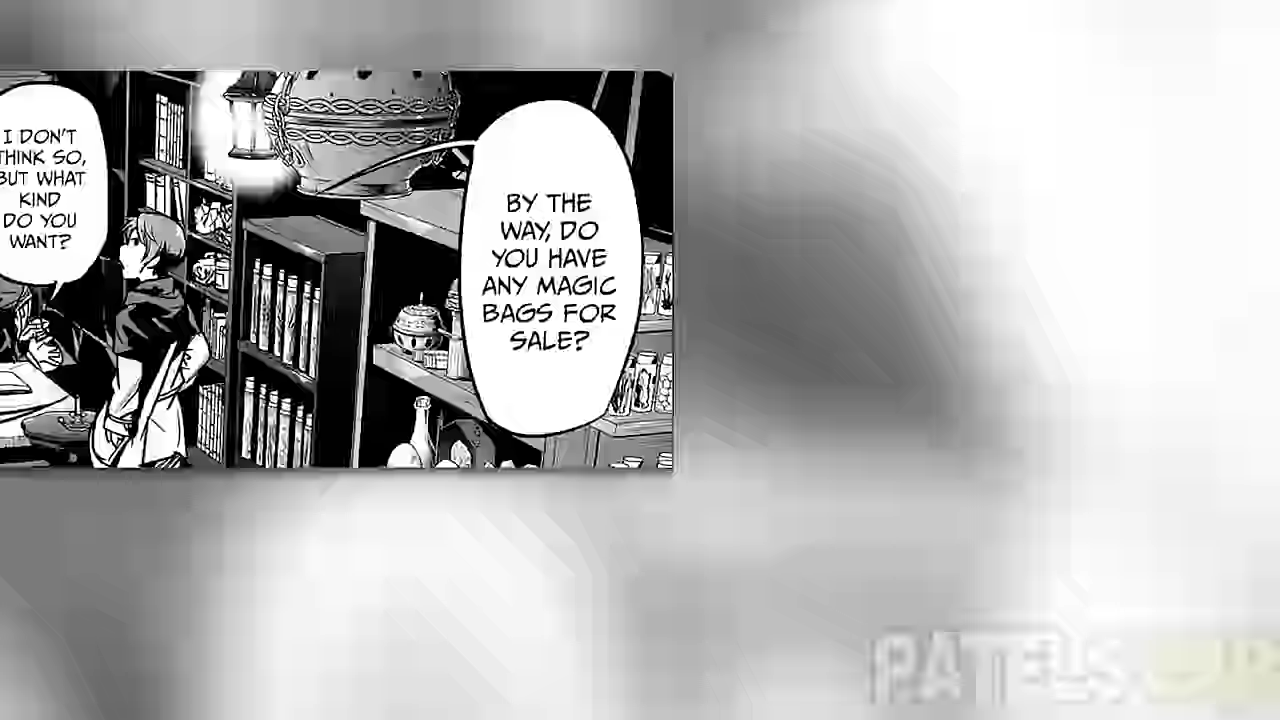 BY THE
WAY, DO
YOU HAVE
ANY MAGIC
BAGS FOR
SALE?
I DON'T
THINK SO,
BUT WHAT
KIND
DO YOU
WANT?